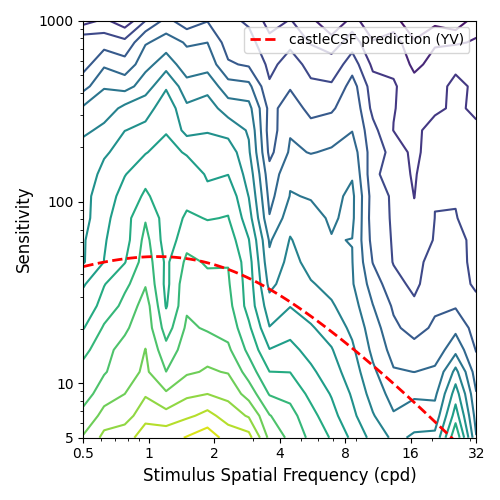 castleCSF prediction (YV)
1000
100
10
5
Sensitivity
0.5 1 2 4 8 16 32
Stimulus Spatial Frequency (cpd)